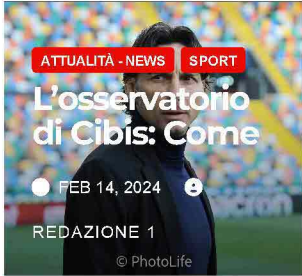 ATTUALITÀ - NEWS SPORT
L'osservatorio
di Cibis: Come
FEB 14, 2024
REDAZIONE 1
© PhotoLife